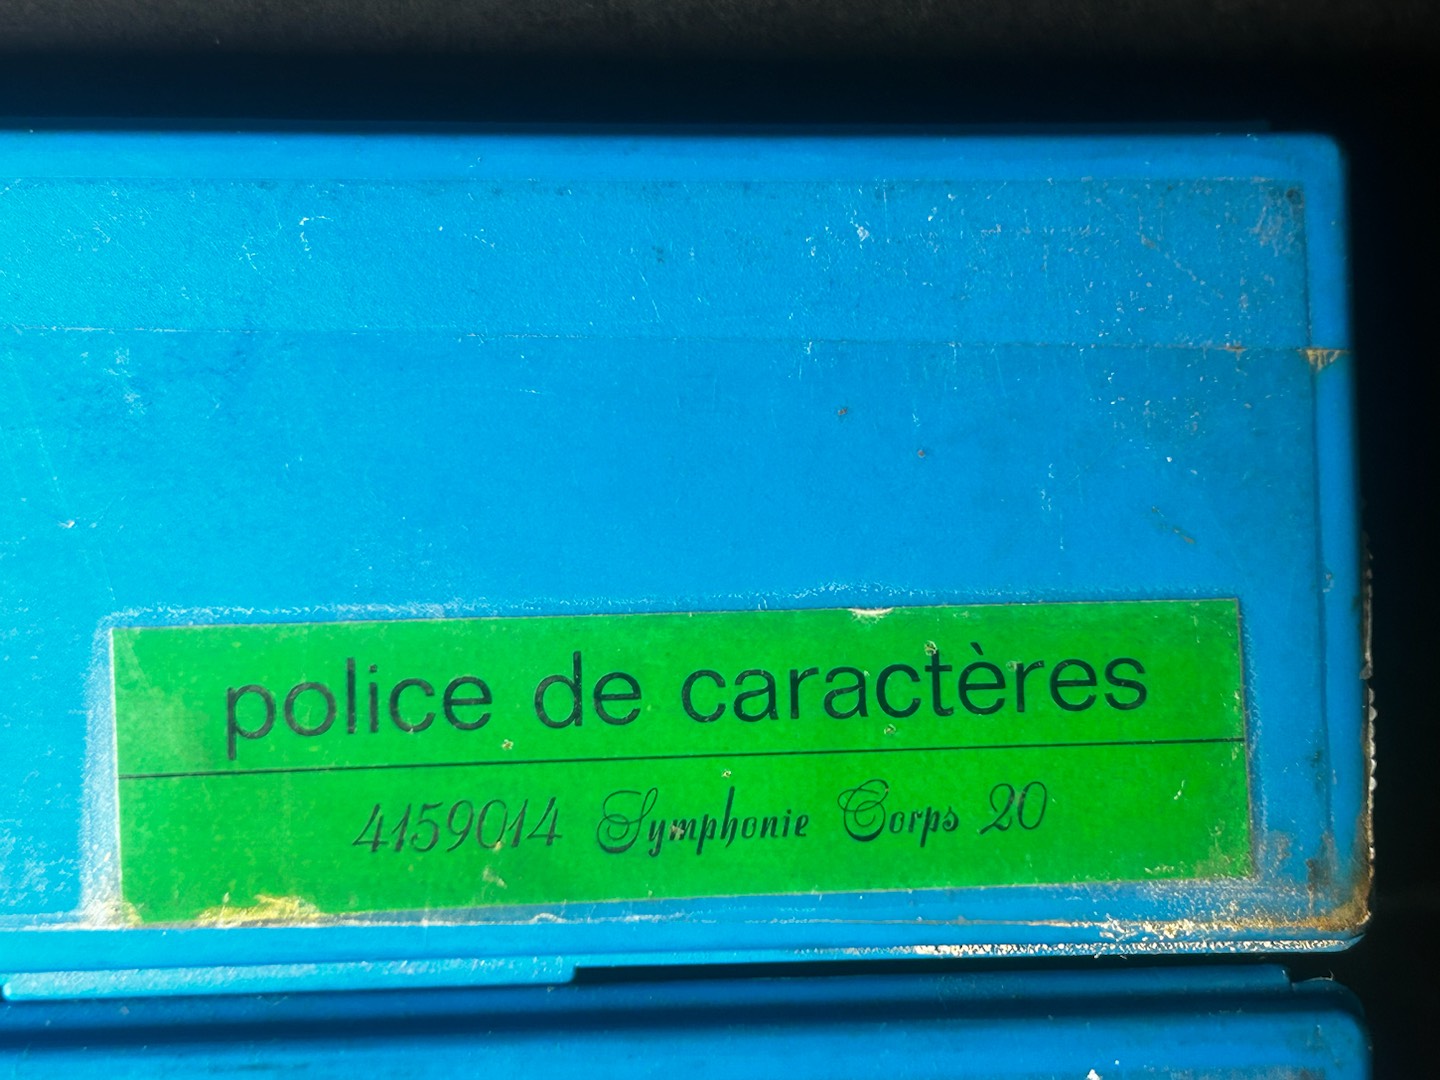 police de caractères
4159014 Symphonie Corps 20